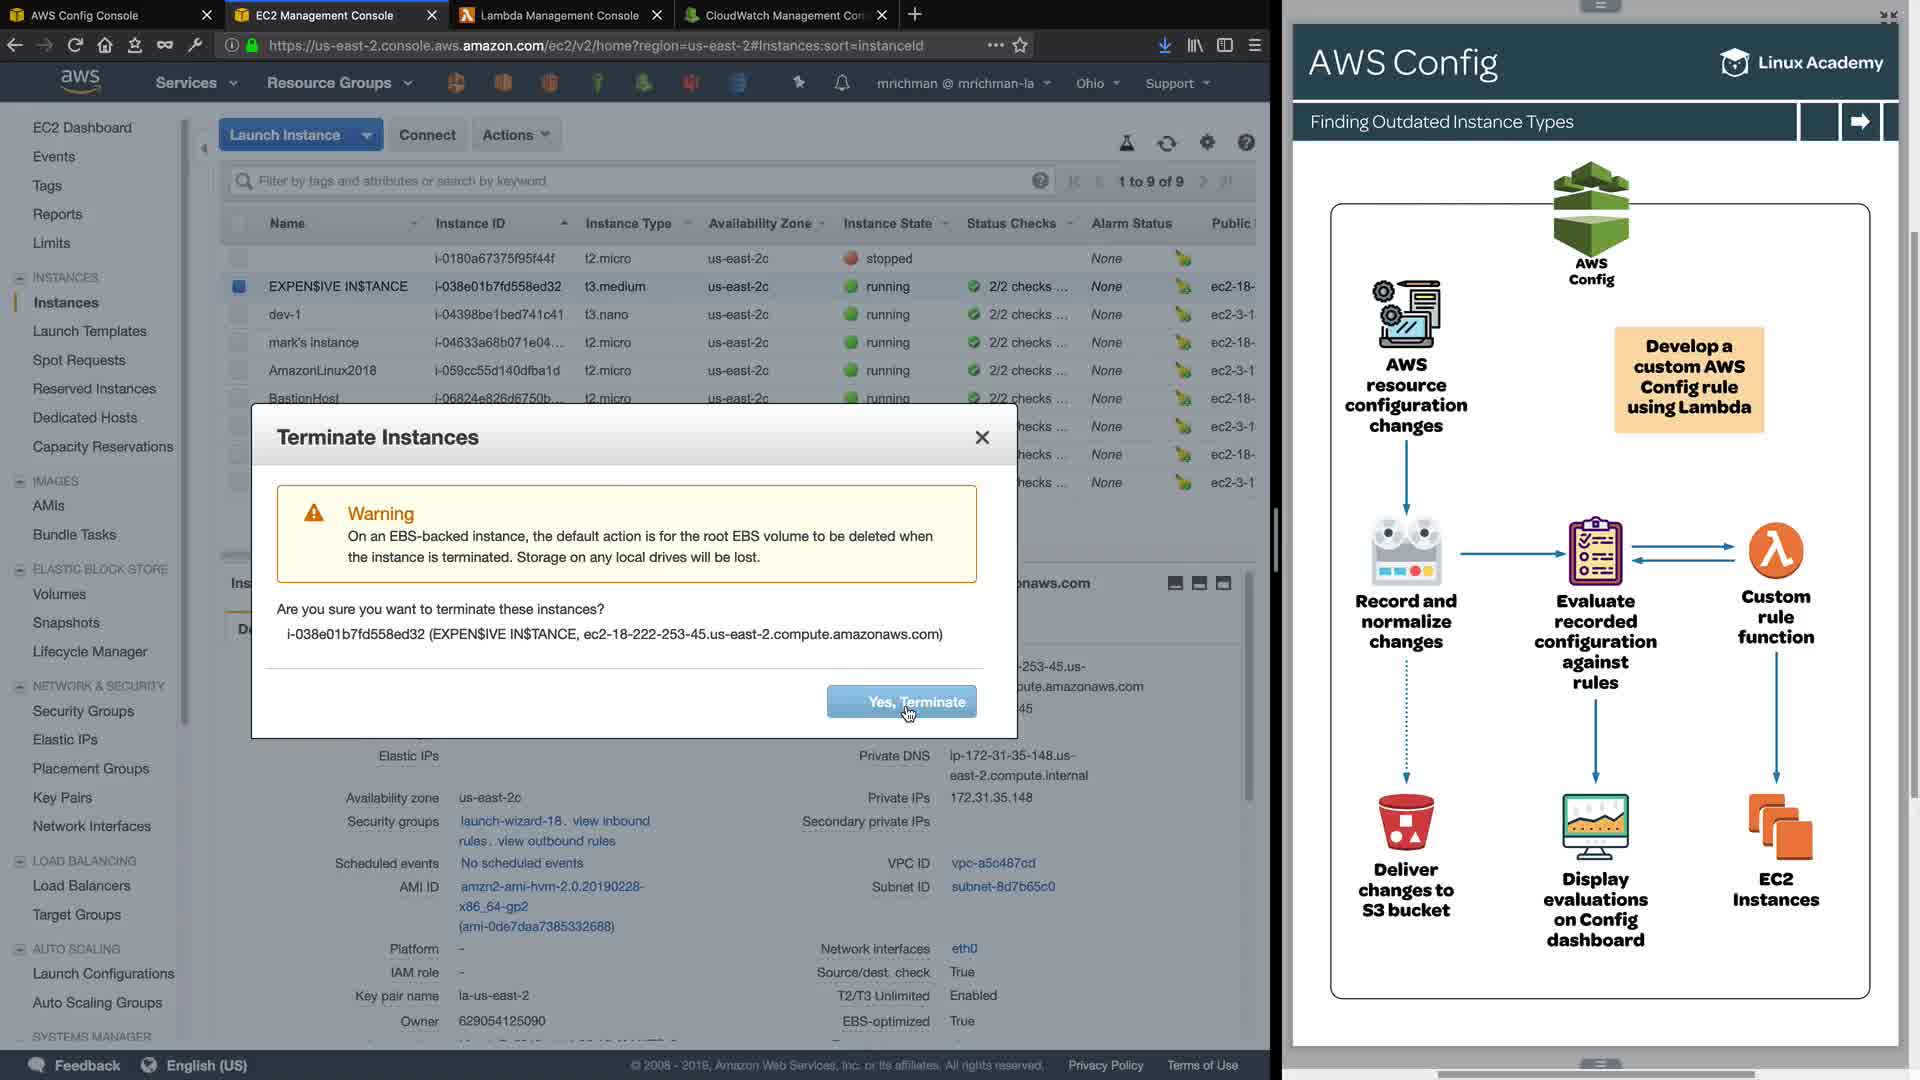 AWS Config Console
EC2 Management Console
Lambda Management Console
CloudWatch Management Con
https://us-east-2.console.aws.amazon.com/ec2/v2/home?region=us-east-2#Instances:sort=instanceId
aws
Services
Resource Groups
mrichman @ mrichman-la
Ohio
Support
EC2 Dashboard
Events
Tags
Reports
Limits
INSTANCES
Instances
Launch Templates
Spot Requests
Reserved Instances
Dedicated Hosts
Capacity Reservations
IMAGES
AMIs
Bundle Tasks
ELASTIC BLOCK STORE
Volumes
Snapshots
Lifecycle Manager
NETWORK & SECURITY
Security Groups
Elastic IPs
Placement Groups
Key Pairs
Network Interfaces
LOAD BALANCING
Load Balancers
Target Groups
AUTO SCALING
Launch Configurations
Auto Scaling Groups
SYSTEMS MANAGER
Launch Instance
Connect
Actions
Filter by tags and attributes or search by keyword
1 to 9 of 9
Name Instance ID Instance Type Availability Zone Instance State Status Checks Alarm Status Public
i-0180a67375f95f44f t2.micro us-east-2c stopped None
EXPEN$IVE IN$TANCE i-038e01b7fd558ed32 t3.medium us-east-2c running 2/2 checks ... None ec2-18-
dev-1 i-04398be1bed741c41 t3.nano us-east-2c running 2/2 checks ... None ec2-3-1
mark's instance i-04633a68b071e04... t2.micro us-east-2c running 2/2 checks ... None ec2-18-
AmazonLinux2018 i-059cc55d140dfba1d t2.micro us-east-2c running 2/2 checks ... None ec2-3-1
BastionHost i-06824e826d6750b... t2.micro us-east-2c running 2/2 checks ... None ec2-18-
hecks ... None ec2-3-1
hecks ... None ec2-18-
hecks ... None ec2-3-1
Terminate Instances
Warning
On an EBS-backed instance, the default action is for the root EBS volume to be deleted when
the instance is terminated. Storage on any local drives will be lost.
Are you sure you want to terminate these instances?
i-038e01b7fd558ed32 (EXPEN$IVE IN$TANCE, ec2-18-222-253-45.us-east-2.compute.amazonaws.com)
Yes, Terminate
Ins
onaws.com
De
-253-45.us-
pute.amazonaws.com
45
Elastic IPs
Private DNS ip-172-31-35-148.us-
east-2.compute.internal
Availability zone us-east-2c
Private IPs 172.31.35.148
Security groups launch-wizard-18. view inbound
rules. view outbound rules
Secondary private IPs
Scheduled events No scheduled events
VPC ID vpc-a5c487cd
AMI ID amzn2-ami-hvm-2.0.20190228-
x86_64-gp2
(ami-0de7daa7385332688)
Subnet ID subnet-8d7b65c0
Platform -
Network interfaces eth0
IAM role -
Source/dest. check True
Key pair name la-us-east-2
T2/T3 Unlimited Enabled
Owner 629054125090
EBS-optimized True
Feedback
English (US)
© 2008 - 2019, Amazon Web Services, Inc. or its affiliates. All rights reserved.
Privacy Policy
Terms of Use
AWS Config
Linux Academy
Finding Outdated Instance Types
AWS
Config
AWS
resource
configuration
changes
Develop a
custom AWS
Config rule
using Lambda
Record and
normalize
changes
Evaluate
recorded
configuration
against
rules
Custom
rule
function
Deliver
changes to
S3 bucket
Display
evaluations
on Config
dashboard
EC2
Instances